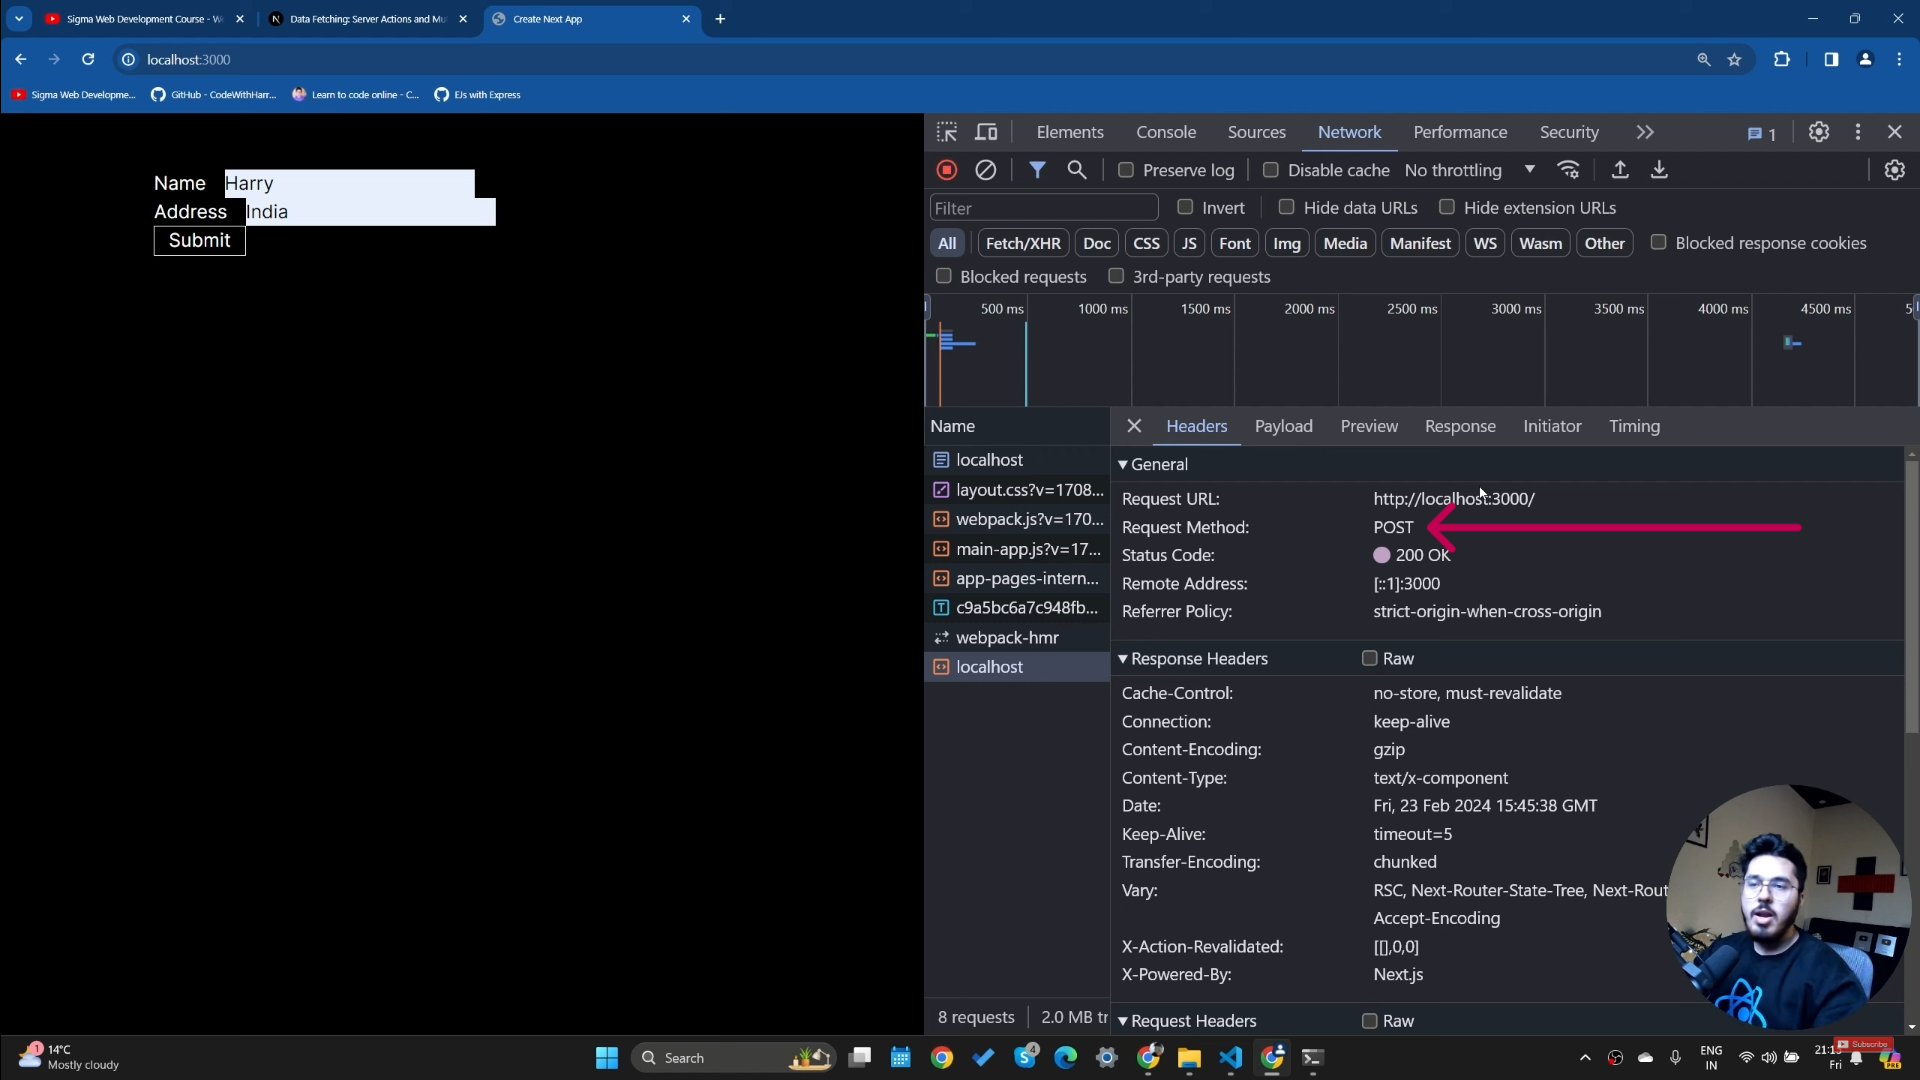 Sigma Web Development Course - W
Data Fetching: Server Actions and Mu
Create Next App
localhost:3000
Sigma Web Developme...
GitHub - CodeWithHarr...
Learn to code online - C...
EJs with Express
Name Harry
Address India
Submit
Elements Console Sources Network Performance Security 1
Preserve log Disable cache No throttling
Filter Invert Hide data URLs Hide extension URLs
All Fetch/XHR Doc CSS JS Font Img Media Manifest WS Wasm Other Blocked response cookies
Blocked requests 3rd-party requests
500 ms 1000 ms 1500 ms 2000 ms 2500 ms 3000 ms 3500 ms 4000 ms 4500 ms 5
Name
localhost
layout.css?v=1708...
webpack.js?v=170...
main-app.js?v=17...
app-pages-intern...
c9a5bc6a7c948fb...
webpack-hmr
localhost
8 requests 2.0 MB tr
Headers Payload Preview Response Initiator Timing
General
Request URL: http://localhost:3000/
Request Method: POST
Status Code: 200 OK
Remote Address: [::1]:3000
Referrer Policy: strict-origin-when-cross-origin
Response Headers Raw
Cache-Control: no-store, must-revalidate
Connection: keep-alive
Content-Encoding: gzip
Content-Type: text/x-component
Date: Fri, 23 Feb 2024 15:45:38 GMT
Keep-Alive: timeout=5
Transfer-Encoding: chunked
Vary: RSC, Next-Router-State-Tree, Next-Rout
Accept-Encoding
X-Action-Revalidated: [[],0,0]
X-Powered-By: Next.js
Request Headers Raw
1
14°C
Mostly cloudy
Search
4
ENG
IN
21:15
Fri
Subscribe
PRE